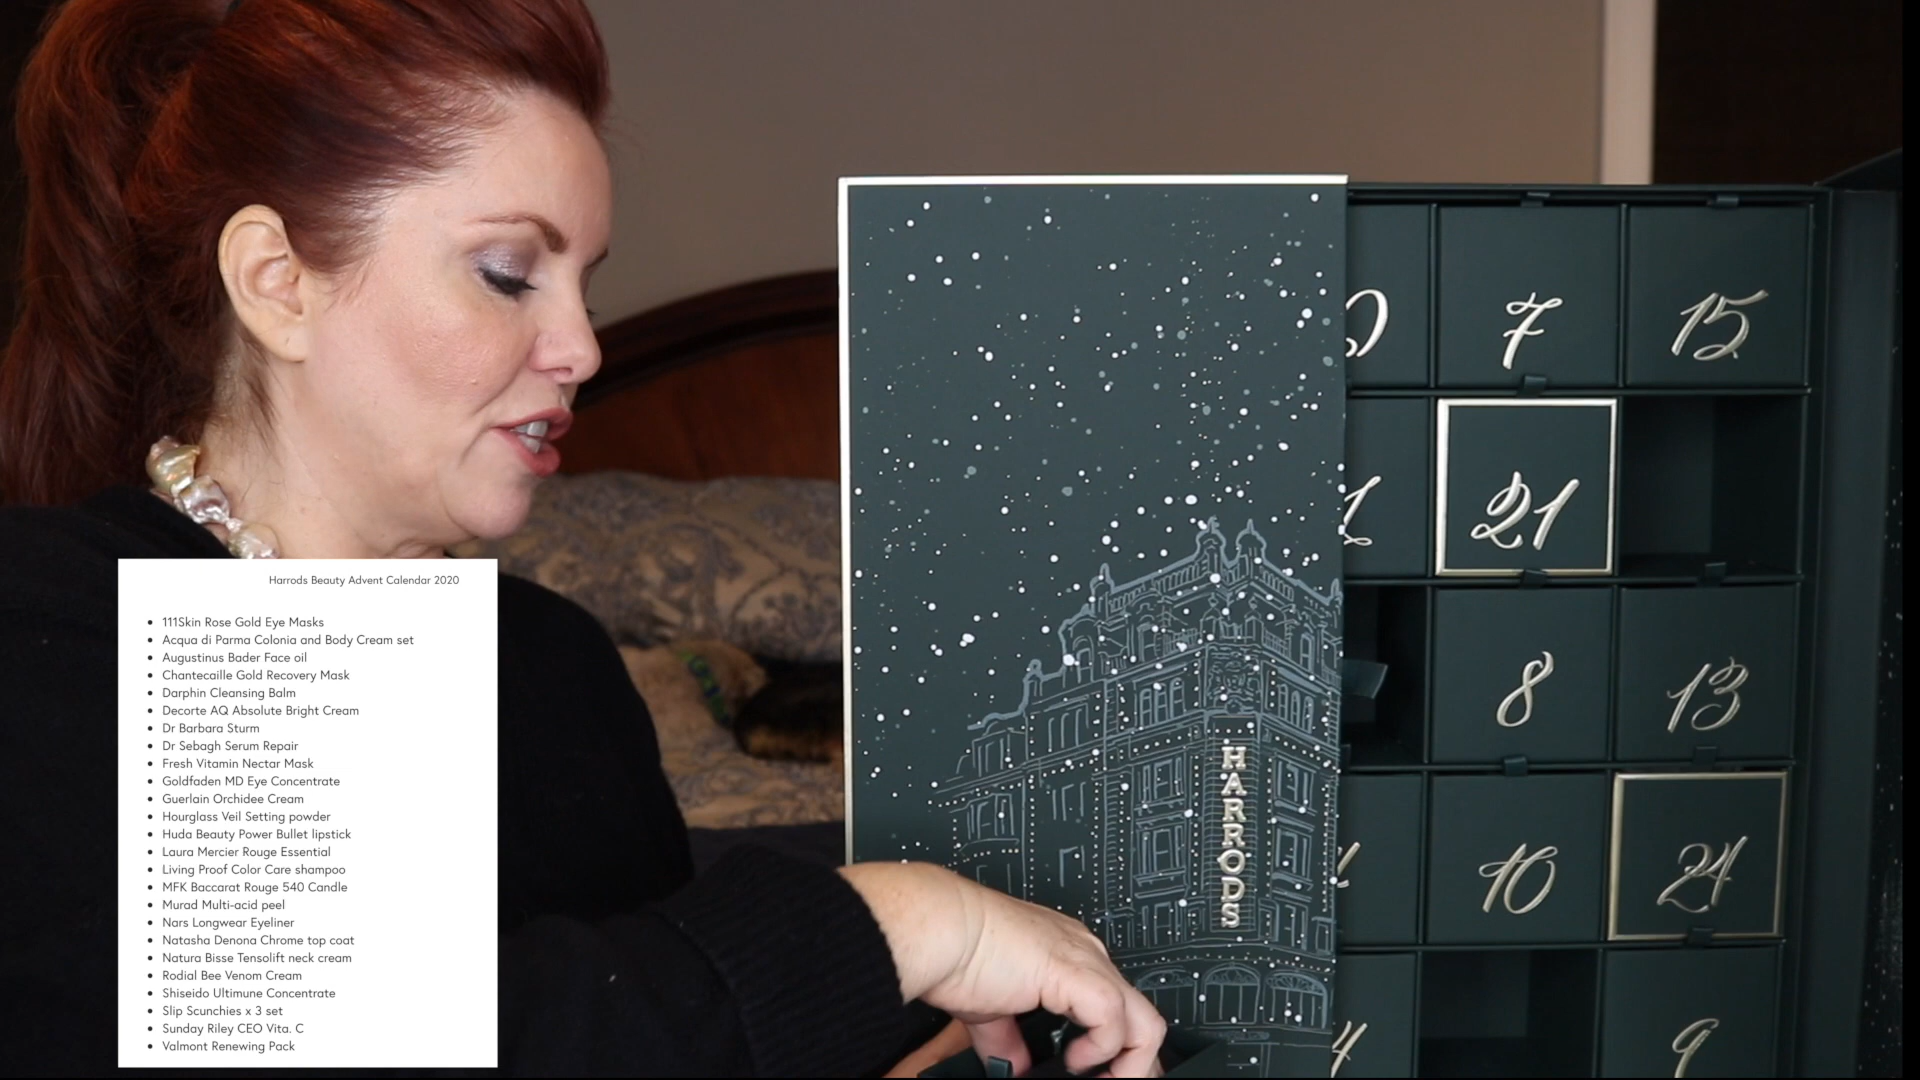 Harrods Beauty Advent Calendar 2020
• 111Skin Rose Gold Eye Masks
• Acqua di Parma Colonia and Body Cream set
• Augustinus Bader Face oil
• Chantecaille Gold Recovery Mask
• Darphin Cleansing Balm
• Decorte AQ Absolute Bright Cream
• Dr Barbara Sturm
• Dr Sebagh Serum Repair
• Fresh Vitamin Nectar Mask
• Goldfaden MD Eye Concentrate
• Guerlain Orchidee Cream
• Hourglass Veil Setting powder
• Huda Beauty Power Bullet lipstick
• Laura Mercier Rouge Essential
• Living Proof Color Care shampoo
• MFK Baccarat Rouge 540 Candle
• Murad Multi-acid peel
• Nars Longwear Eyeliner
• Natasha Denona Chrome top coat
• Natura Bisse Tensolift neck cream
• Rodial Bee Venom Cream
• Shiseido Ultimune Concentrate
• Slip Scunchies x 3 set
• Sunday Riley CEO Vita. C
• Valmont Renewing Pack
HARRODS
7 15
21
8 13
10 24
9